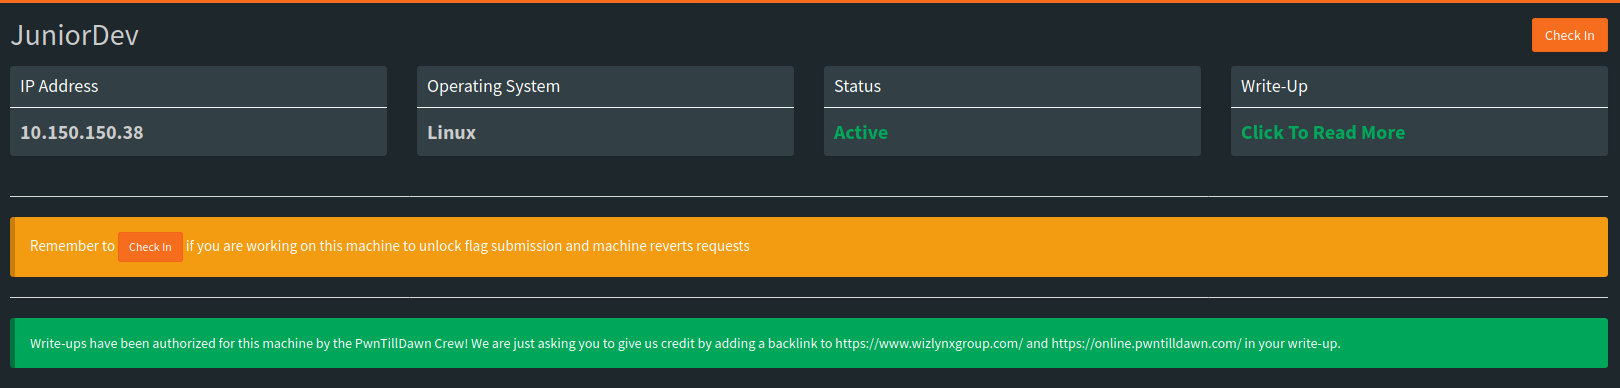 JuniorDev
Check In
IP Address
Operating System
Status
Write-Up
10.150.150.38
Linux
Active
Click To Read More
Remember to Check In if you are working on this machine to unlock flag submission and machine reverts requests
Write-ups have been authorized for this machine by the PwnTillDawn Crew! We are just asking you to give us credit by adding a backlink to https://www.wizlynxgroup.com/ and https://online.pwntilldawn.com/ in your write-up.